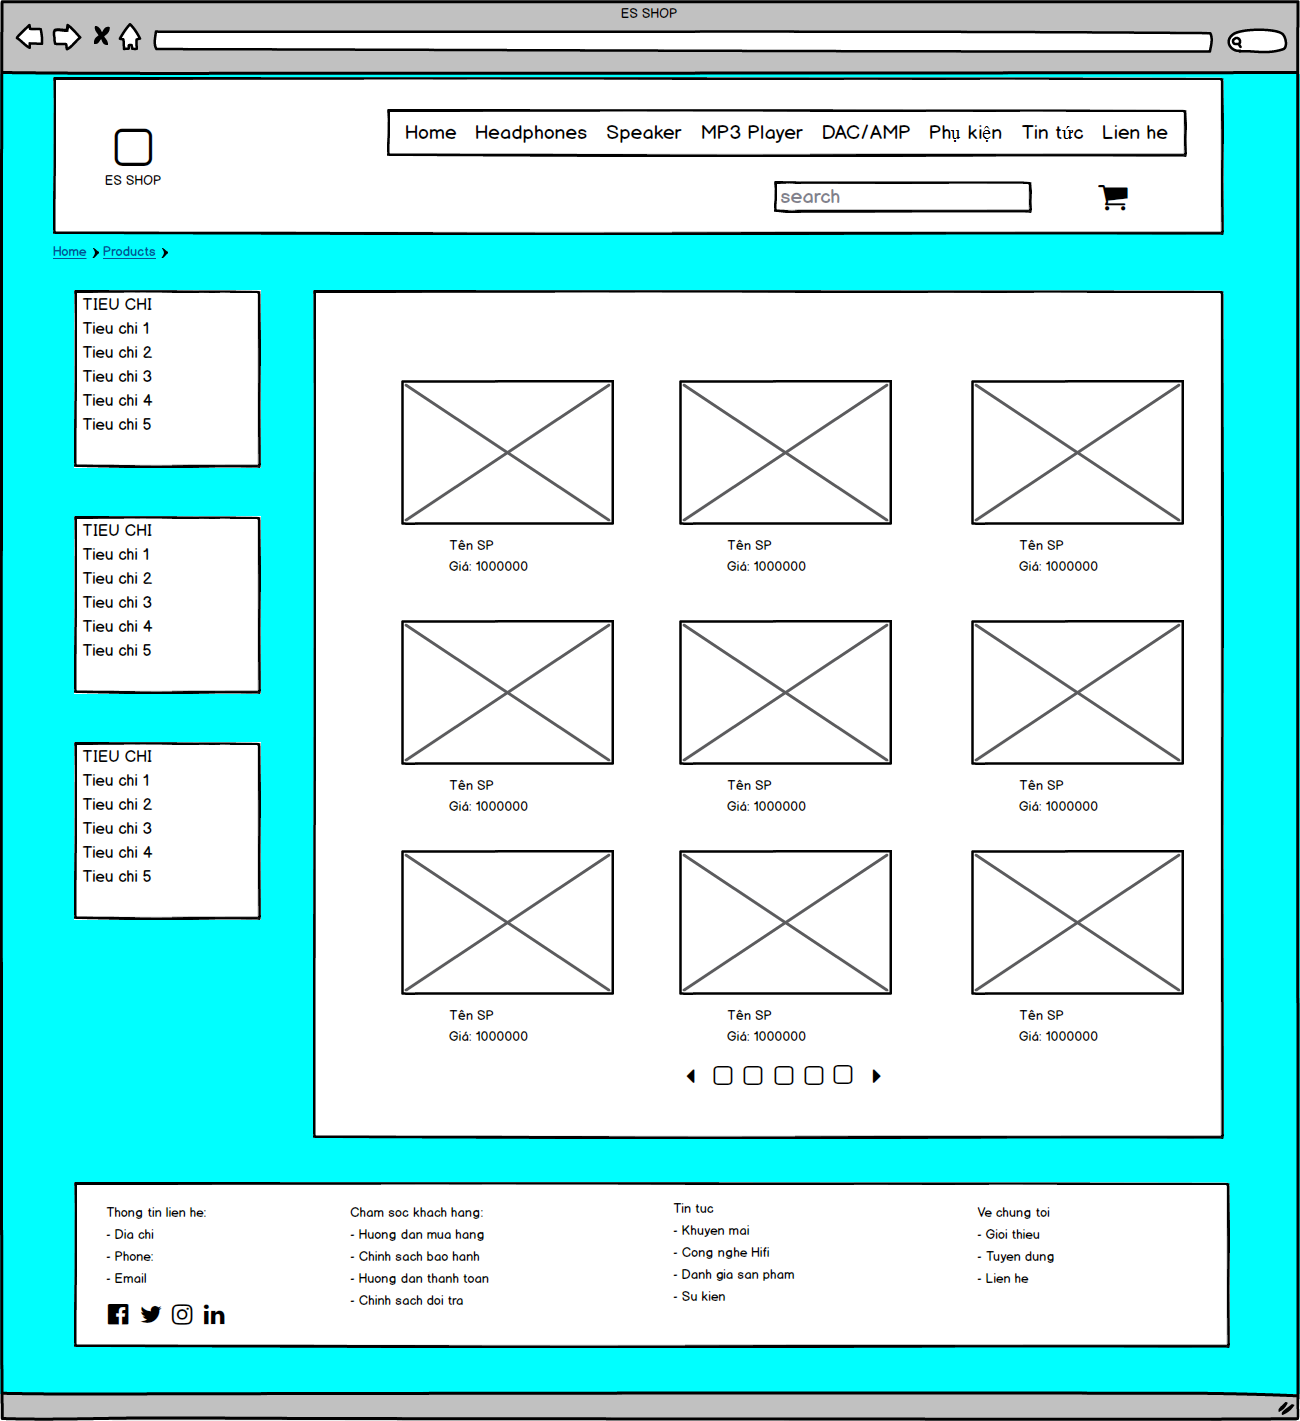 ES SHOP
Home Headphones Speaker MP3 Player DAC/AMP Phụ kiện Tin tức Lien he
ES SHOP
search
Home Products
TIEU CHI
Tieu chi 1
Tieu chi 2
Tieu chi 3
Tieu chi 4
Tieu chi 5
TIEU CHI
Tieu chi 1
Tieu chi 2
Tieu chi 3
Tieu chi 4
Tieu chi 5
TIEU CHI
Tieu chi 1
Tieu chi 2
Tieu chi 3
Tieu chi 4
Tieu chi 5
Tên SP
Giá: 1000000
Tên SP
Giá: 1000000
Tên SP
Giá: 1000000
Tên SP
Giá: 1000000
Tên SP
Giá: 1000000
Tên SP
Giá: 1000000
Tên SP
Giá: 1000000
Tên SP
Giá: 1000000
Tên SP
Giá: 1000000
Thong tin lien he:
- Dia chi
- Phone:
- Email
Cham soc khach hang:
- Huong dan mua hang
- Chinh sach bao hanh
- Huong dan thanh toan
- Chinh sach doi tra
Tin tuc
- Khuyen mai
- Cong nghe Hifi
- Danh gia san pham
- Su kien
Ve chung toi
- Gioi thieu
- Tuyen dung
- Lien he